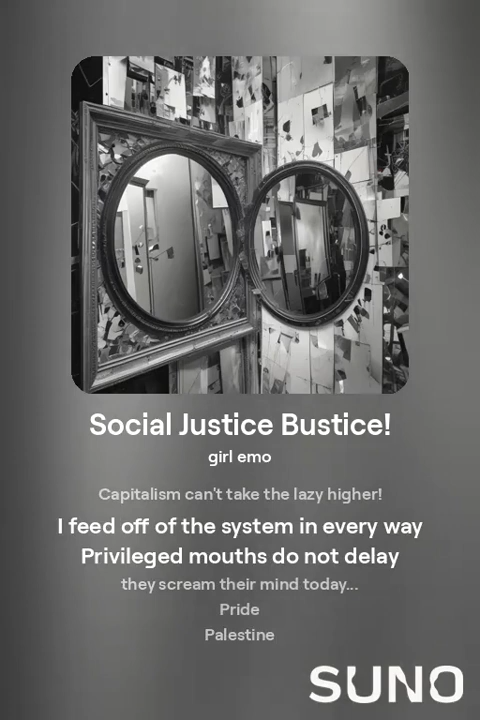 Social Justice Bustice!
girl emo
Capitalism can't take the lazy higher!
I feed off of the system in every way
Privileged mouths do not delay
they scream their mind today...
Pride
Palestine
SUNO